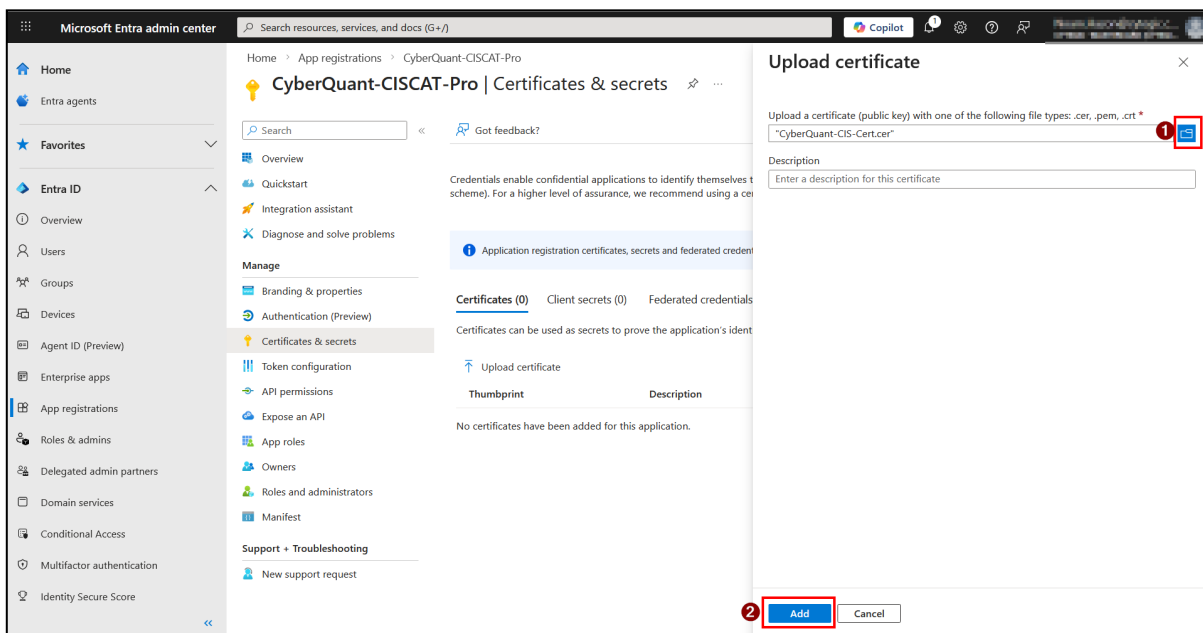 Microsoft Entra admin center
Search resources, services, and docs (G+/)
Copilot
1
Home
Entra agents
Favorites
Entra ID
Overview
Users
Groups
Devices
Agent ID (Preview)
Enterprise apps
App registrations
Roles & admins
Delegated admin partners
Domain services
Conditional Access
Multifactor authentication
Identity Secure Score
Home > App registrations > CyberQuant-CISCAT-Pro
CyberQuant-CISCAT-Pro | Certificates & secrets
Search
Overview
Quickstart
Integration assistant
Diagnose and solve problems
Manage
Branding & properties
Authentication (Preview)
Certificates & secrets
Token configuration
API permissions
Expose an API
App roles
Owners
Roles and administrators
Manifest
Support + Troubleshooting
New support request
Got feedback?
Credentials enable confidential applications to identify themselves t
scheme). For a higher level of assurance, we recommend using a cer
Application registration certificates, secrets and federated creden
Certificates (0) Client secrets (0) Federated credentials
Certificates can be used as secrets to prove the application's ident
Upload certificate
Thumbprint Description
No certificates have been added for this application.
Upload certificate
Upload a certificate (public key) with one of the following file types: .cer, .pem, .crt *
"CyberQuant-CIS-Cert.cer"
1
Description
Enter a description for this certificate
2
Add
Cancel